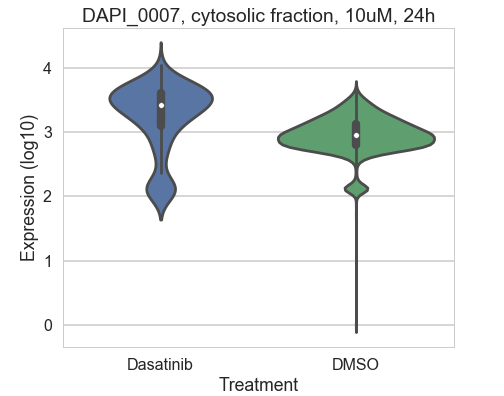 DAPI_0007, cytosolic fraction, 10uM, 24h
Expression (log10)
4
3
2
1
0
Dasatinib
DMSO
Treatment